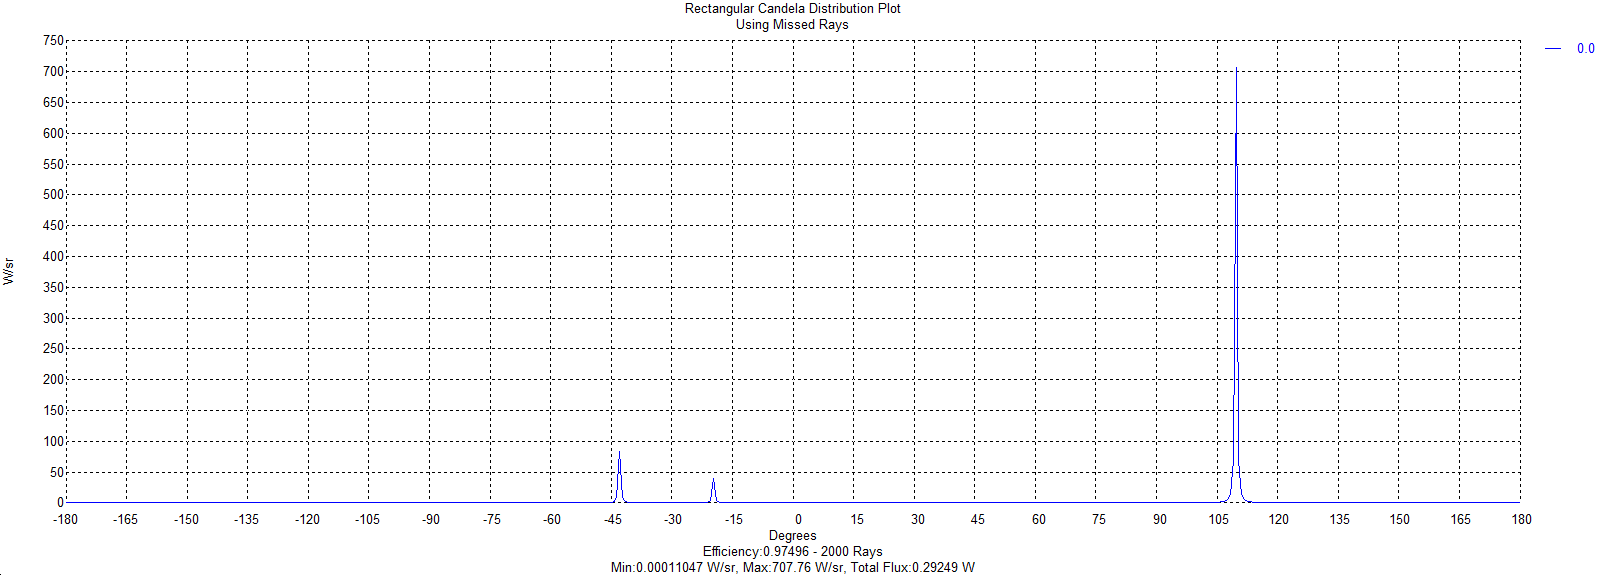 Rectangular Candela Distribution Plot
Using Missed Rays
750
700
650
600
550
500
450
400
350
300
250
200
150
100
50
0
W/sr
-180 -165 -150 -135 -120 -105 -90 -75 -60 -45 -30 -15 0 15 30 45 60 75 90 105 120 135 150 165 180
Degrees
Efficiency:0.97496 - 2000 Rays
Min:0.00011047 W/sr, Max:707.76 W/sr, Total Flux:0.29249 W
0.0